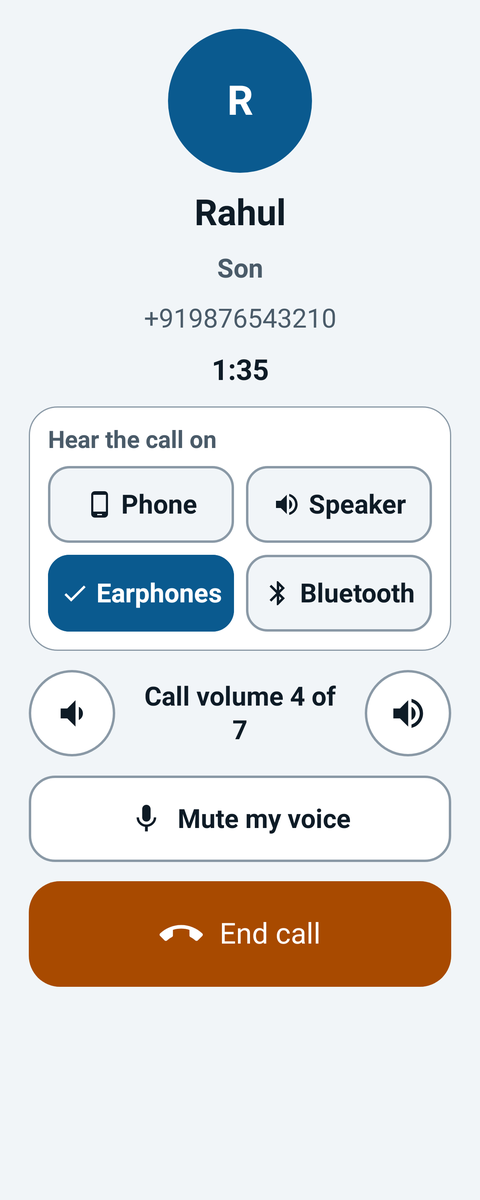 R
Rahul
Son
+919876543210
1:35
Hear the call on
Phone
Speaker
Earphones
Bluetooth
Call volume 4 of
7
Mute my voice
End call